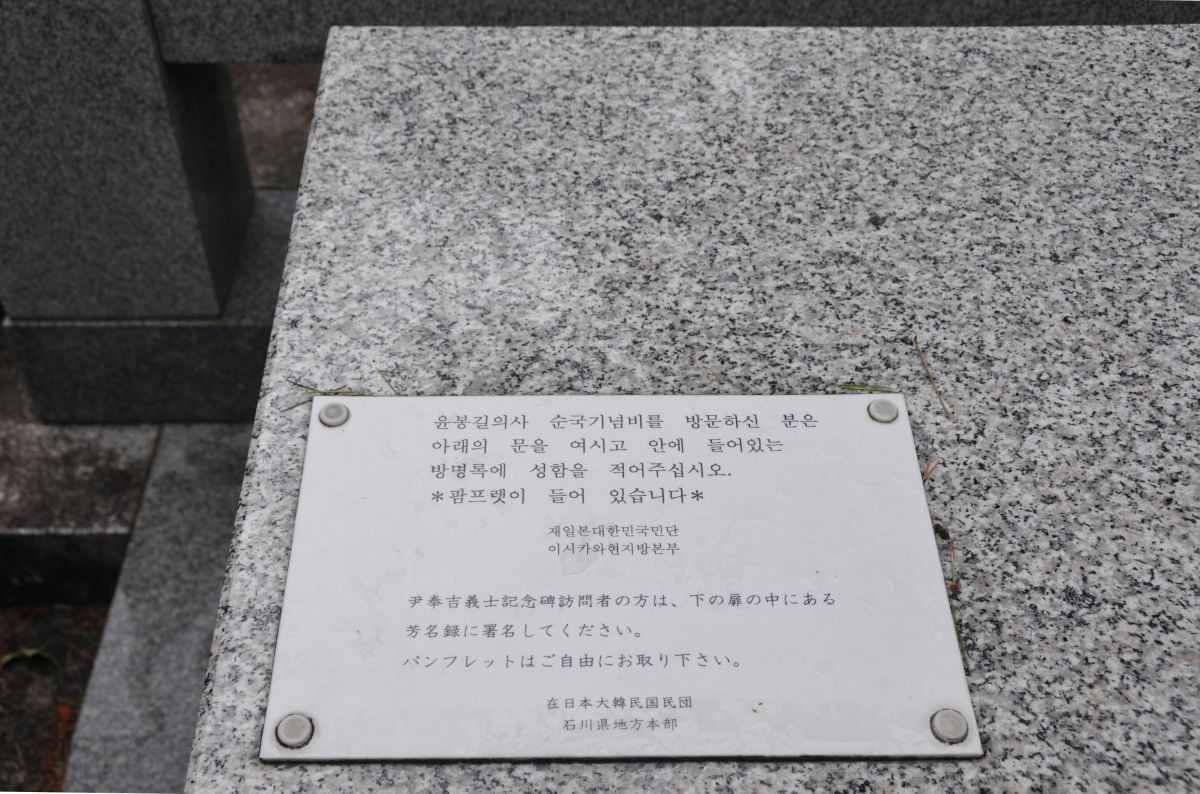 윤봉길의사 순국기념비를 방문하신 분은
아래의 문을 여시고 안에 들어있는
방명록에 성함을 적어주십시오.
*팜프렛이 들어 있습니다*
재일본대한민국민단
이시카와현지방본부
尹奉吉義士記念碑訪問者の方は、下の扉の中にある
芳名録に署名してください。
パンフレットはご自由にお取り下さい。
在日本大韓民国民団
石川県地方本部